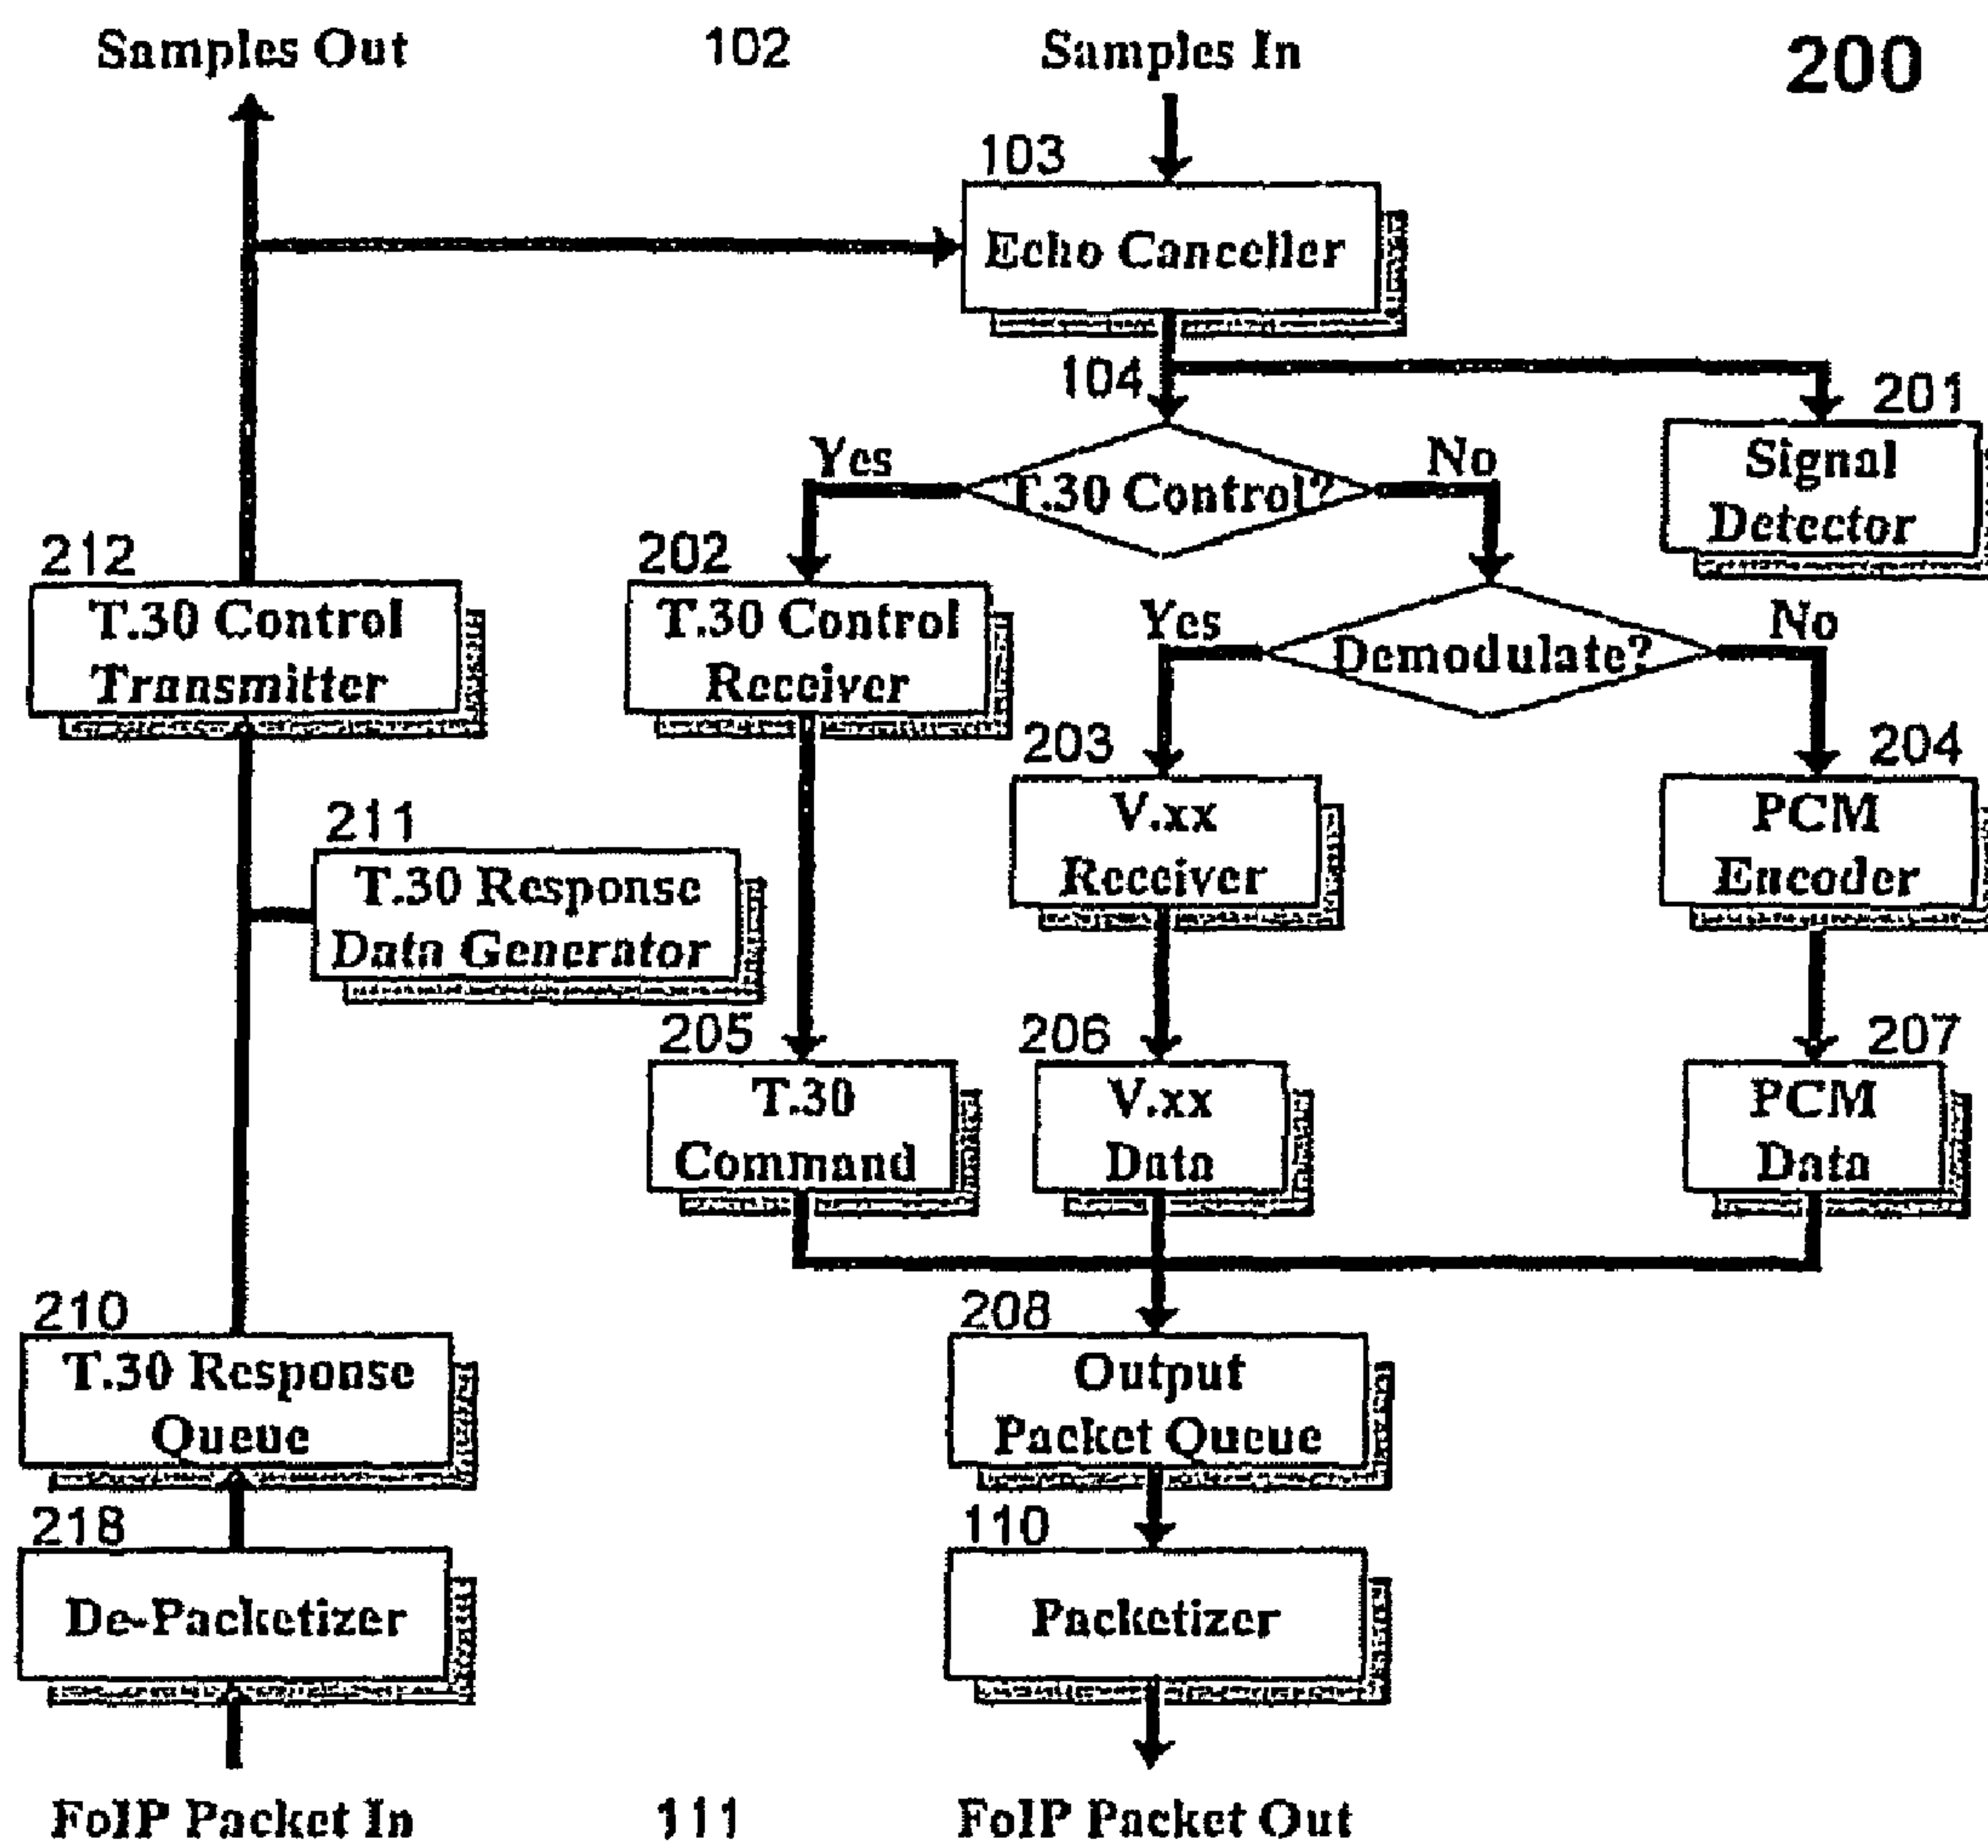 Samples Out
102
Samples In
200
103
Echo Canceller
104
201
Signal
Detector
Yes
T.30 Control?
No
212
T.30 Control
Transmitter
202
T.30 Control
Receiver
Yes
Demodulate?
No
203
V.xx
Receiver
204
PCM
Encoder
211
T.30 Response
Data Generator
205
T.30
Command
206
V.xx
Data
207
PCM
Data
210
T.30 Response
Queue
208
Output
Packet Queue
218
De-Packetizer
110
Packetizer
FoIP Packet In
111
FoIP Packet Out